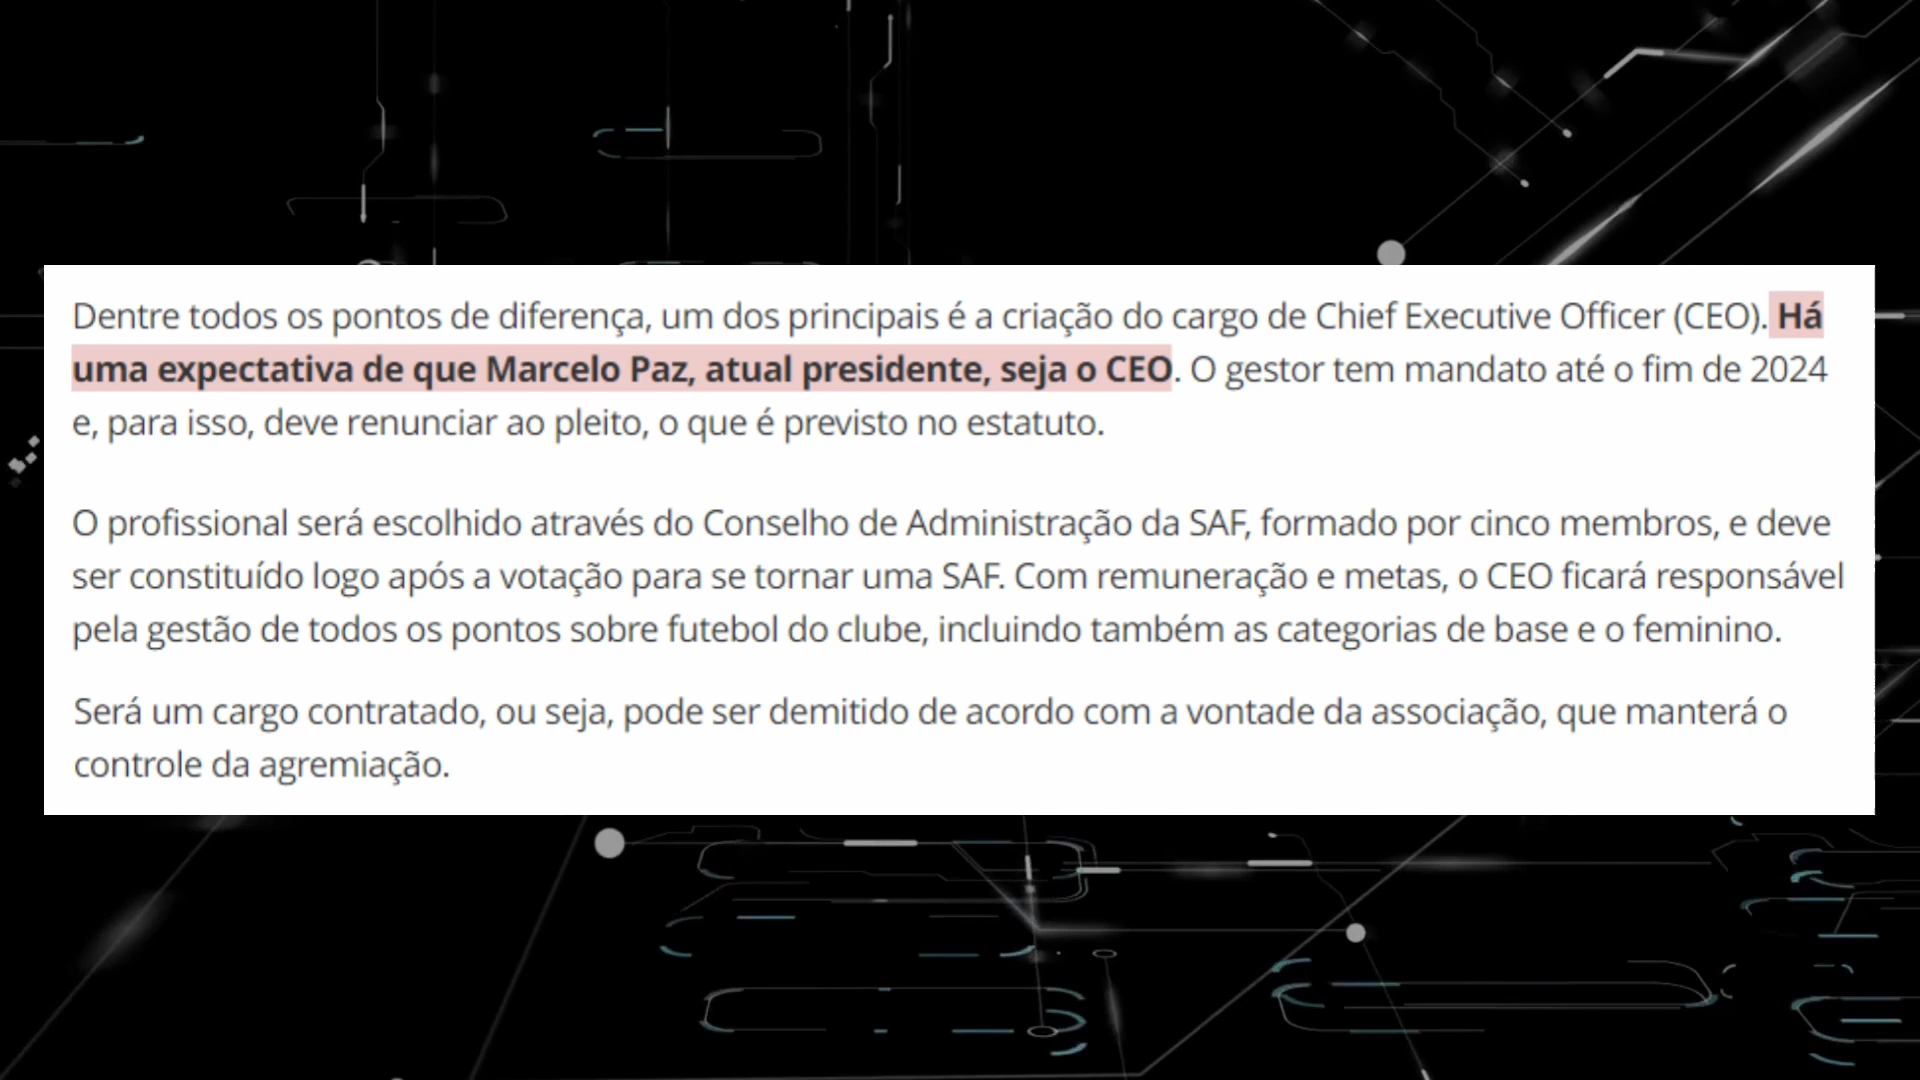 Dentre todos os pontos de diferença, um dos principais é a criação do cargo de Chief Executive Officer (CEO). Há
uma expectativa de que Marcelo Paz, atual presidente, seja o CEO. O gestor tem mandato até o fim de 2024
e, para isso, deve renunciar ao pleito, o que é previsto no estatuto.
O profissional será escolhido através do Conselho de Administração da SAF, formado por cinco membros, e deve
ser constituído logo após a votação para se tornar uma SAF. Com remuneração e metas, o CEO ficará responsável
pela gestão de todos os pontos sobre futebol do clube, incluindo também as categorias de base e o feminino.
Será um cargo contratado, ou seja, pode ser demitido de acordo com a vontade da associação, que manterá o
controle da agremiação.